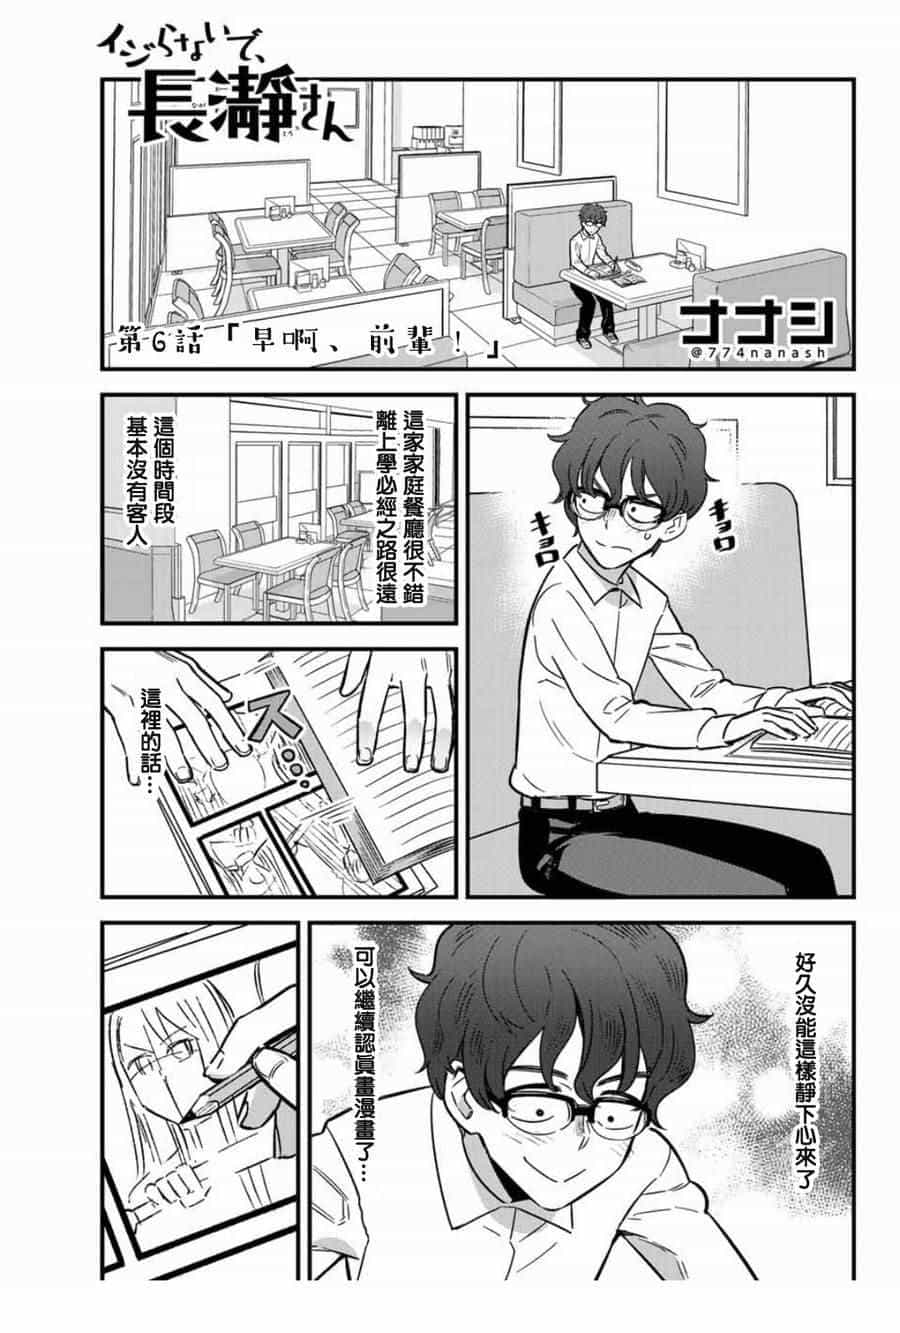 イジらないで、
長瀞さん
ながとろ
第6話「早啊、前輩！」
ナナシ
@774nanash
キョロ
キョロ
這家家庭餐廳很不錯
離上學必經之路很遠
這個時間段
基本沒有客人
ス…
這裡的話…
好久沒能這樣靜下心來了
可以繼續認真畫漫畫了…